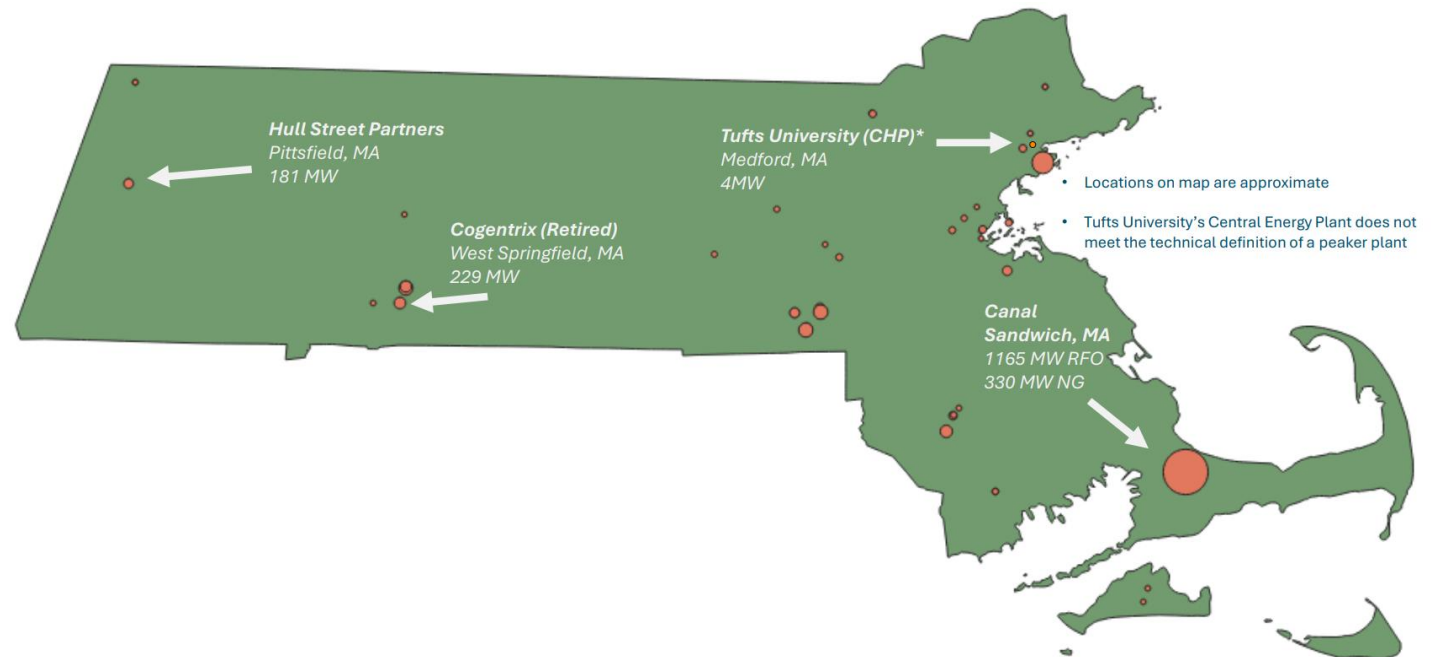 Hull Street Partners
Pittsfield, MA
181 MW
Tufts University (CHP)*
Medford, MA
4MW
• Locations on map are approximate
• Tufts University's Central Energy Plant does not
meet the technical definition of a peaker plant
Cogentrix (Retired)
West Springfield, MA
229 MW
Canal
Sandwich, MA
1165 MW RFO
330 MW NG